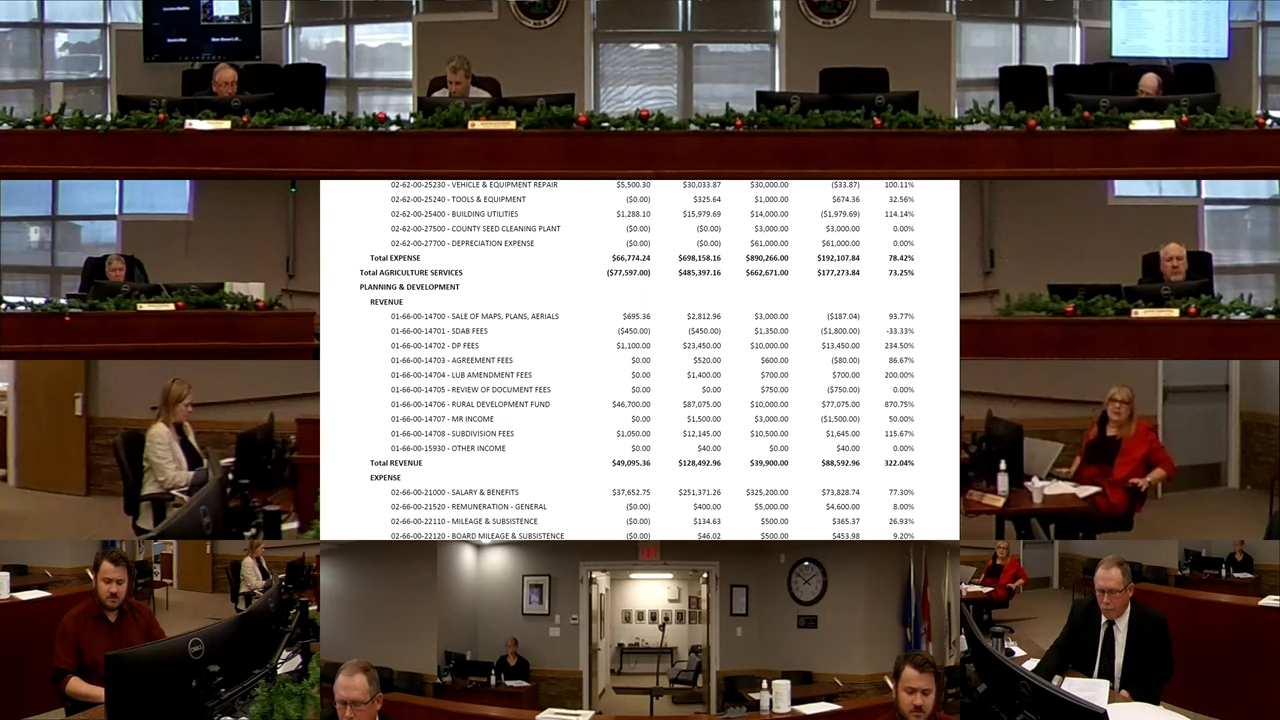 02-62-00-25230 - VEHICLE & EQUIPMENT REPAIR $5,500.30 $30,033.87 $30,000.00 ($33.87) 100.11%
02-62-00-25240 - TOOLS & EQUIPMENT ($0.00) $325.64 $1,000.00 $674.36 32.56%
02-62-00-25400 - BUILDING UTILITIES $1,288.10 $15,979.69 $14,000.00 ($1,979.69) 114.14%
02-62-00-27500 - COUNTY SEED CLEANING PLANT ($0.00) ($0.00) $3,000.00 $3,000.00 0.00%
02-62-00-27700 - DEPRECIATION EXPENSE ($0.00) ($0.00) $61,000.00 $61,000.00 0.00%
Total EXPENSE $66,774.24 $698,158.16 $890,266.00 $192,107.84 78.42%
Total AGRICULTURE SERVICES ($77,597.00) $485,397.16 $662,671.00 $177,273.84 73.25%
PLANNING & DEVELOPMENT
REVENUE
01-66-00-14700 - SALE OF MAPS, PLANS, AERIALS $695.36 $2,812.96 $3,000.00 ($187.04) 93.77%
01-66-00-14701 - SDAB FEES ($450.00) ($450.00) $1,350.00 ($1,800.00) -33.33%
01-66-00-14702 - DP FEES $1,100.00 $23,450.00 $10,000.00 $13,450.00 234.50%
01-66-00-14703 - AGREEMENT FEES $0.00 $520.00 $600.00 ($80.00) 86.67%
01-66-00-14704 - LUB AMENDMENT FEES $0.00 $1,400.00 $700.00 $700.00 200.00%
01-66-00-14705 - REVIEW OF DOCUMENT FEES $0.00 $0.00 $750.00 ($750.00) 0.00%
01-66-00-14706 - RURAL DEVELOPMENT FUND $46,700.00 $87,075.00 $10,000.00 $77,075.00 870.75%
01-66-00-14707 - MR INCOME $0.00 $1,500.00 $3,000.00 ($1,500.00) 50.00%
01-66-00-14708 - SUBDIVISION FEES $1,050.00 $12,145.00 $10,500.00 $1,645.00 115.67%
01-66-00-15930 - OTHER INCOME $0.00 $40.00 $0.00 $40.00 0.00%
Total REVENUE $49,095.36 $128,492.96 $39,900.00 $88,592.96 322.04%
EXPENSE
02-66-00-21000 - SALARY & BENEFITS $37,652.75 $251,371.26 $325,200.00 $73,828.74 77.30%
02-66-00-21520 - REMUNERATION - GENERAL ($0.00) $400.00 $5,000.00 $4,600.00 8.00%
02-66-00-22110 - MILEAGE & SUBSISTENCE ($0.00) $134.63 $500.00 $365.37 26.93%
02-66-00-22120 - BOARD MILEAGE & SUBSISTENCE ($0.00) $46.02 $500.00 $453.98 9.20%
DELL